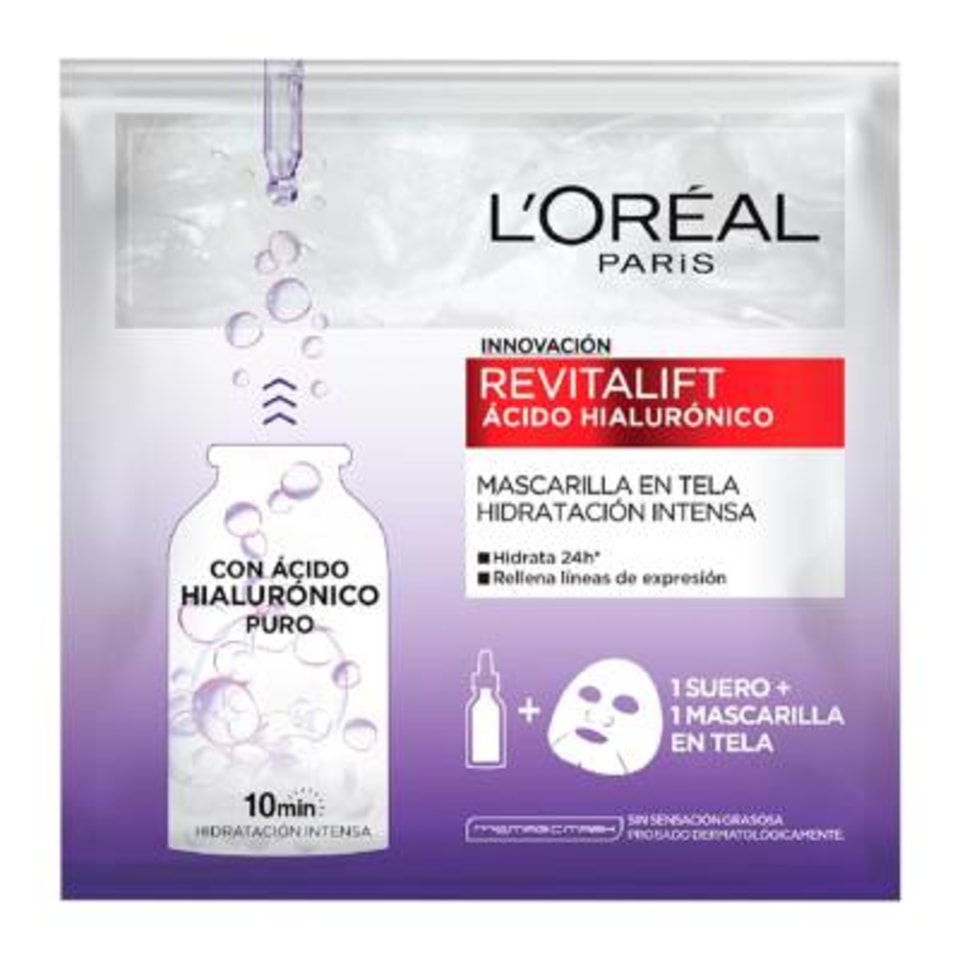 L'ORÉAL
PARiS
INNOVACIÓN
REVITALIFT
ÁCIDO HIALURÓNICO
MASCARILLA EN TELA
HIDRATACIÓN INTENSA
■ Hidrata 24h*
■ Rellena líneas de expresión
CON ÁCIDO
HIALURÓNICO
PURO
10min
HIDRATACIÓN INTENSA
+
1 SUERO +
1 MASCARILLA
EN TELA
SIN SENSACIÓN GRASOSA
PROBADO DERMATOLÓGICAMENTE.